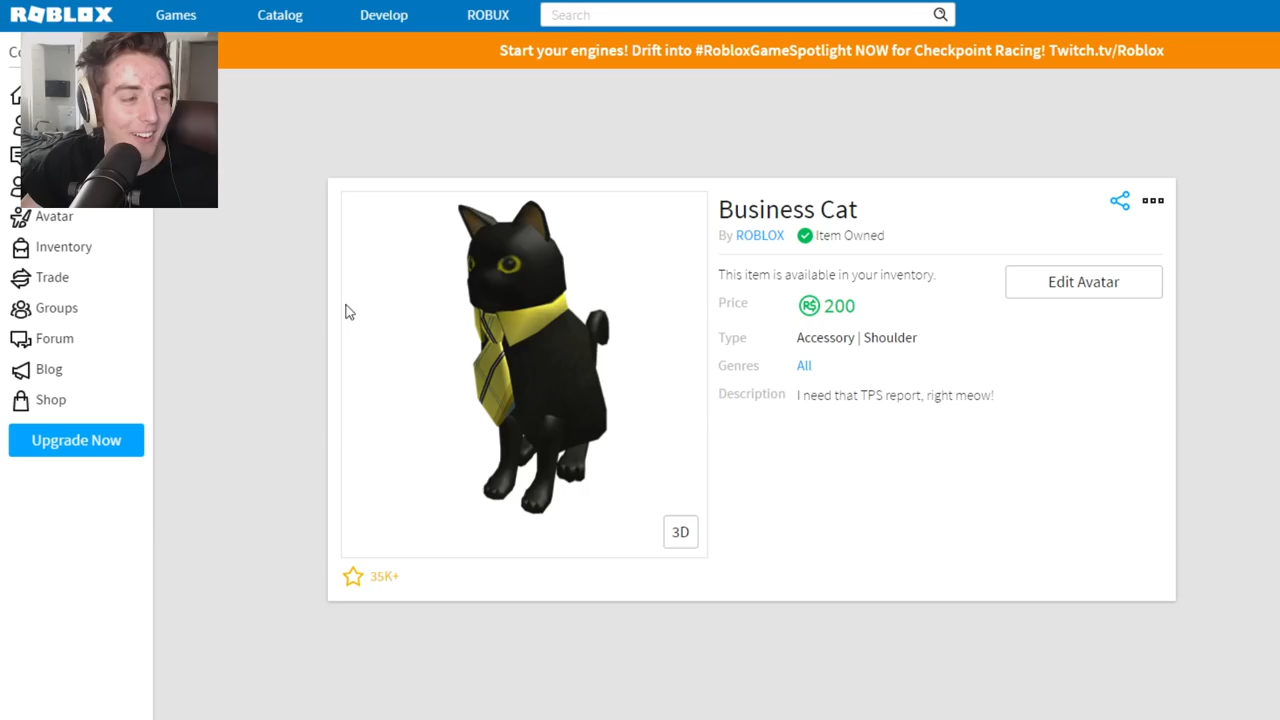 ROBLOX
Games
Catalog
Develop
ROBUX
Search
Start your engines! Drift into #RobloxGameSpotlight NOW for Checkpoint Racing! Twitch.tv/Roblox
Avatar
Inventory
Trade
Groups
Forum
Blog
Shop
Upgrade Now
3D
35K+
Business Cat
By ROBLOX Item Owned
This item is available in your inventory.
Edit Avatar
Price R$ 200
Type Accessory | Shoulder
Genres All
Description I need that TPS report, right meow!